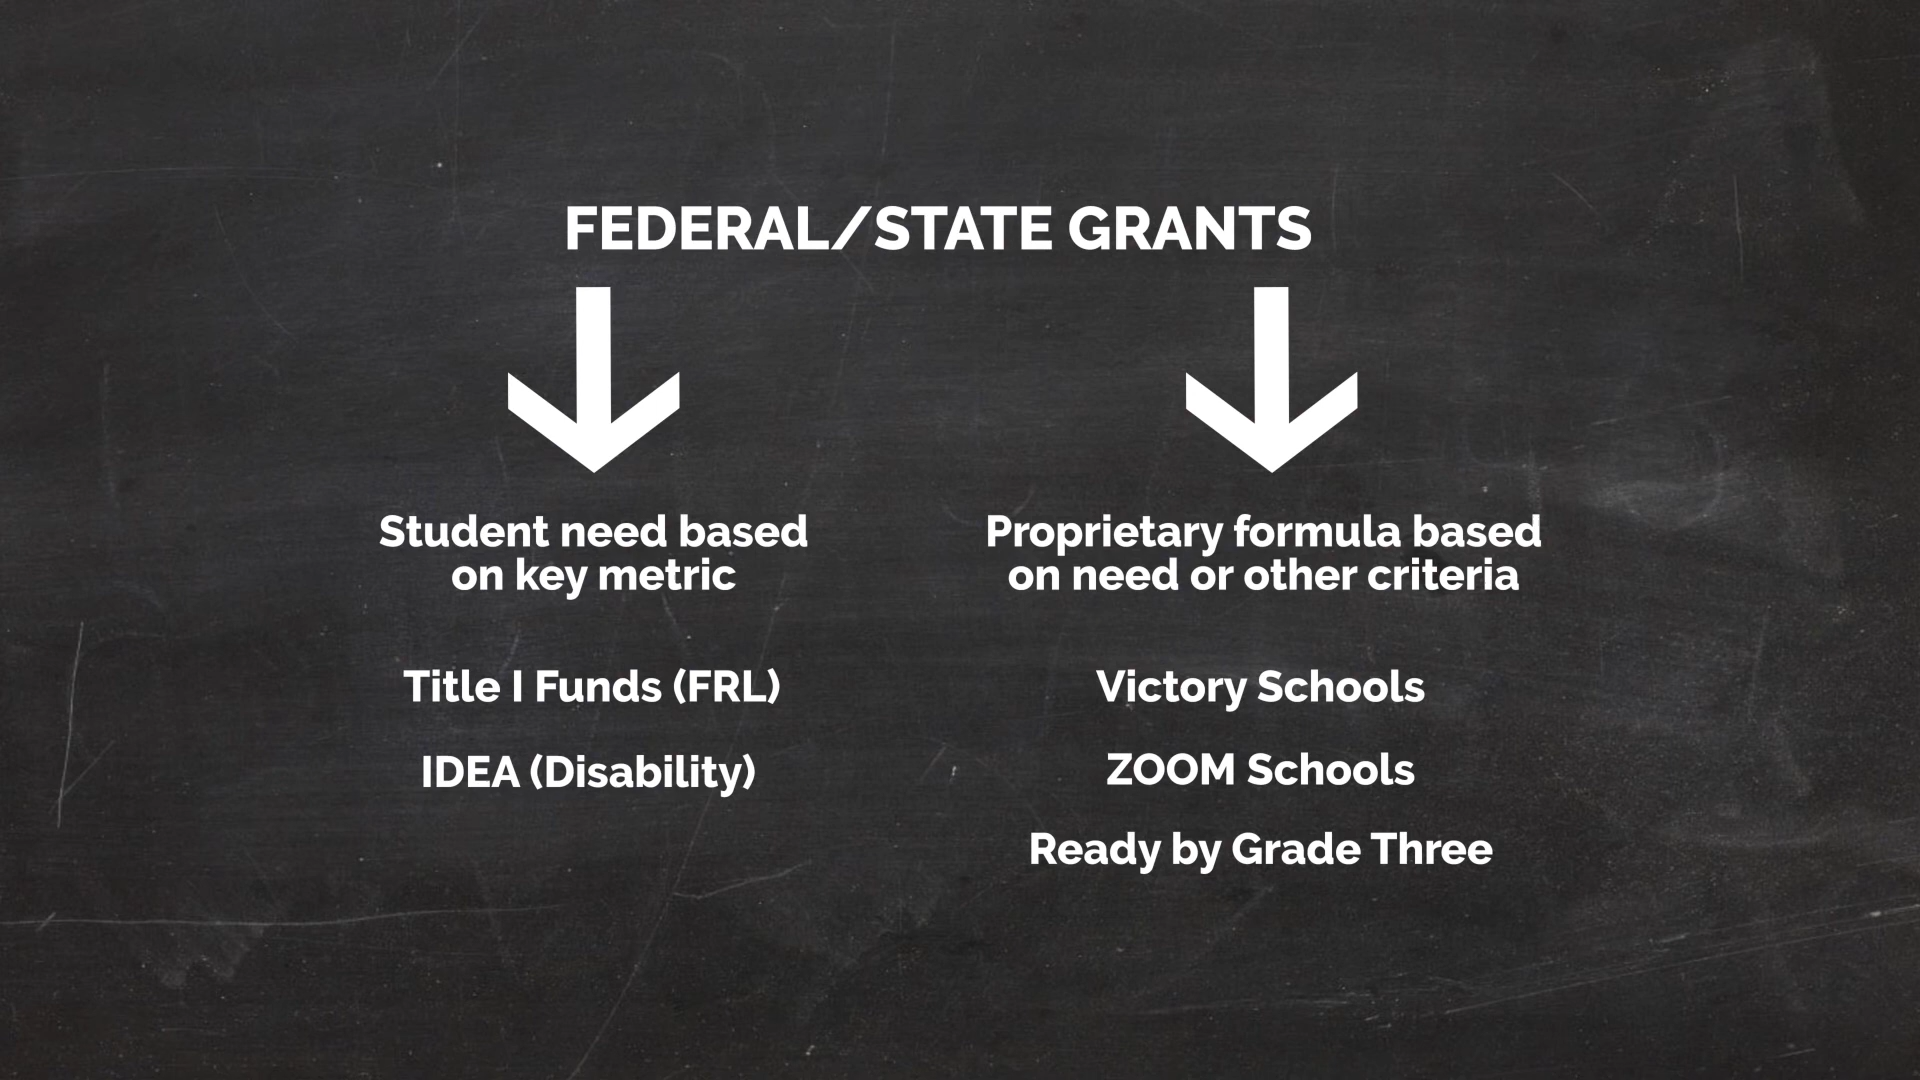 FEDERAL/STATE GRANTS
Student need based
on key metric
Title I Funds (FRL)
IDEA (Disability)
Proprietary formula based
on need or other criteria
Victory Schools
ZOOM Schools
Ready by Grade Three